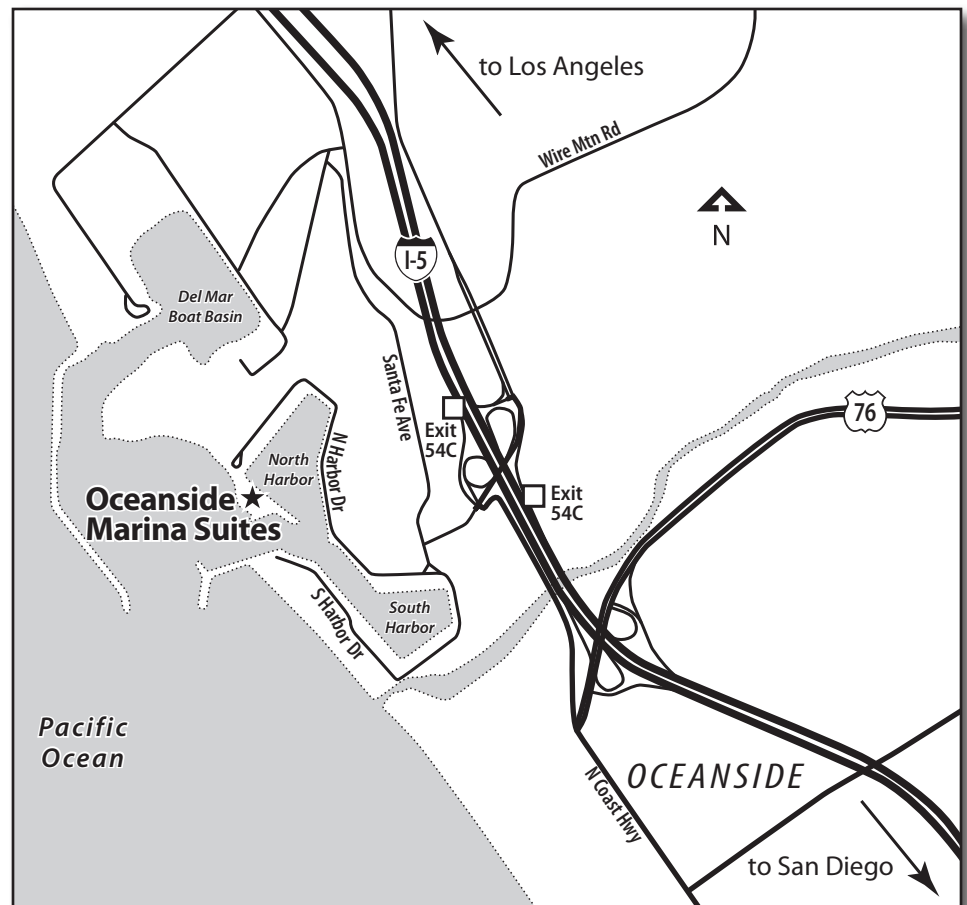 to Los Angeles
Wire Mtn Rd
N
I-5
Del Mar
Boat Basin
Santa Fe Ave
76
Exit
54C
N Harbor Dr
North
Harbor
Exit
54C
Oceanside
Marina Suites
South
Harbor
S Harbor Dr
Pacific
Ocean
OCEANSIDE
N Coast Hwy
to San Diego